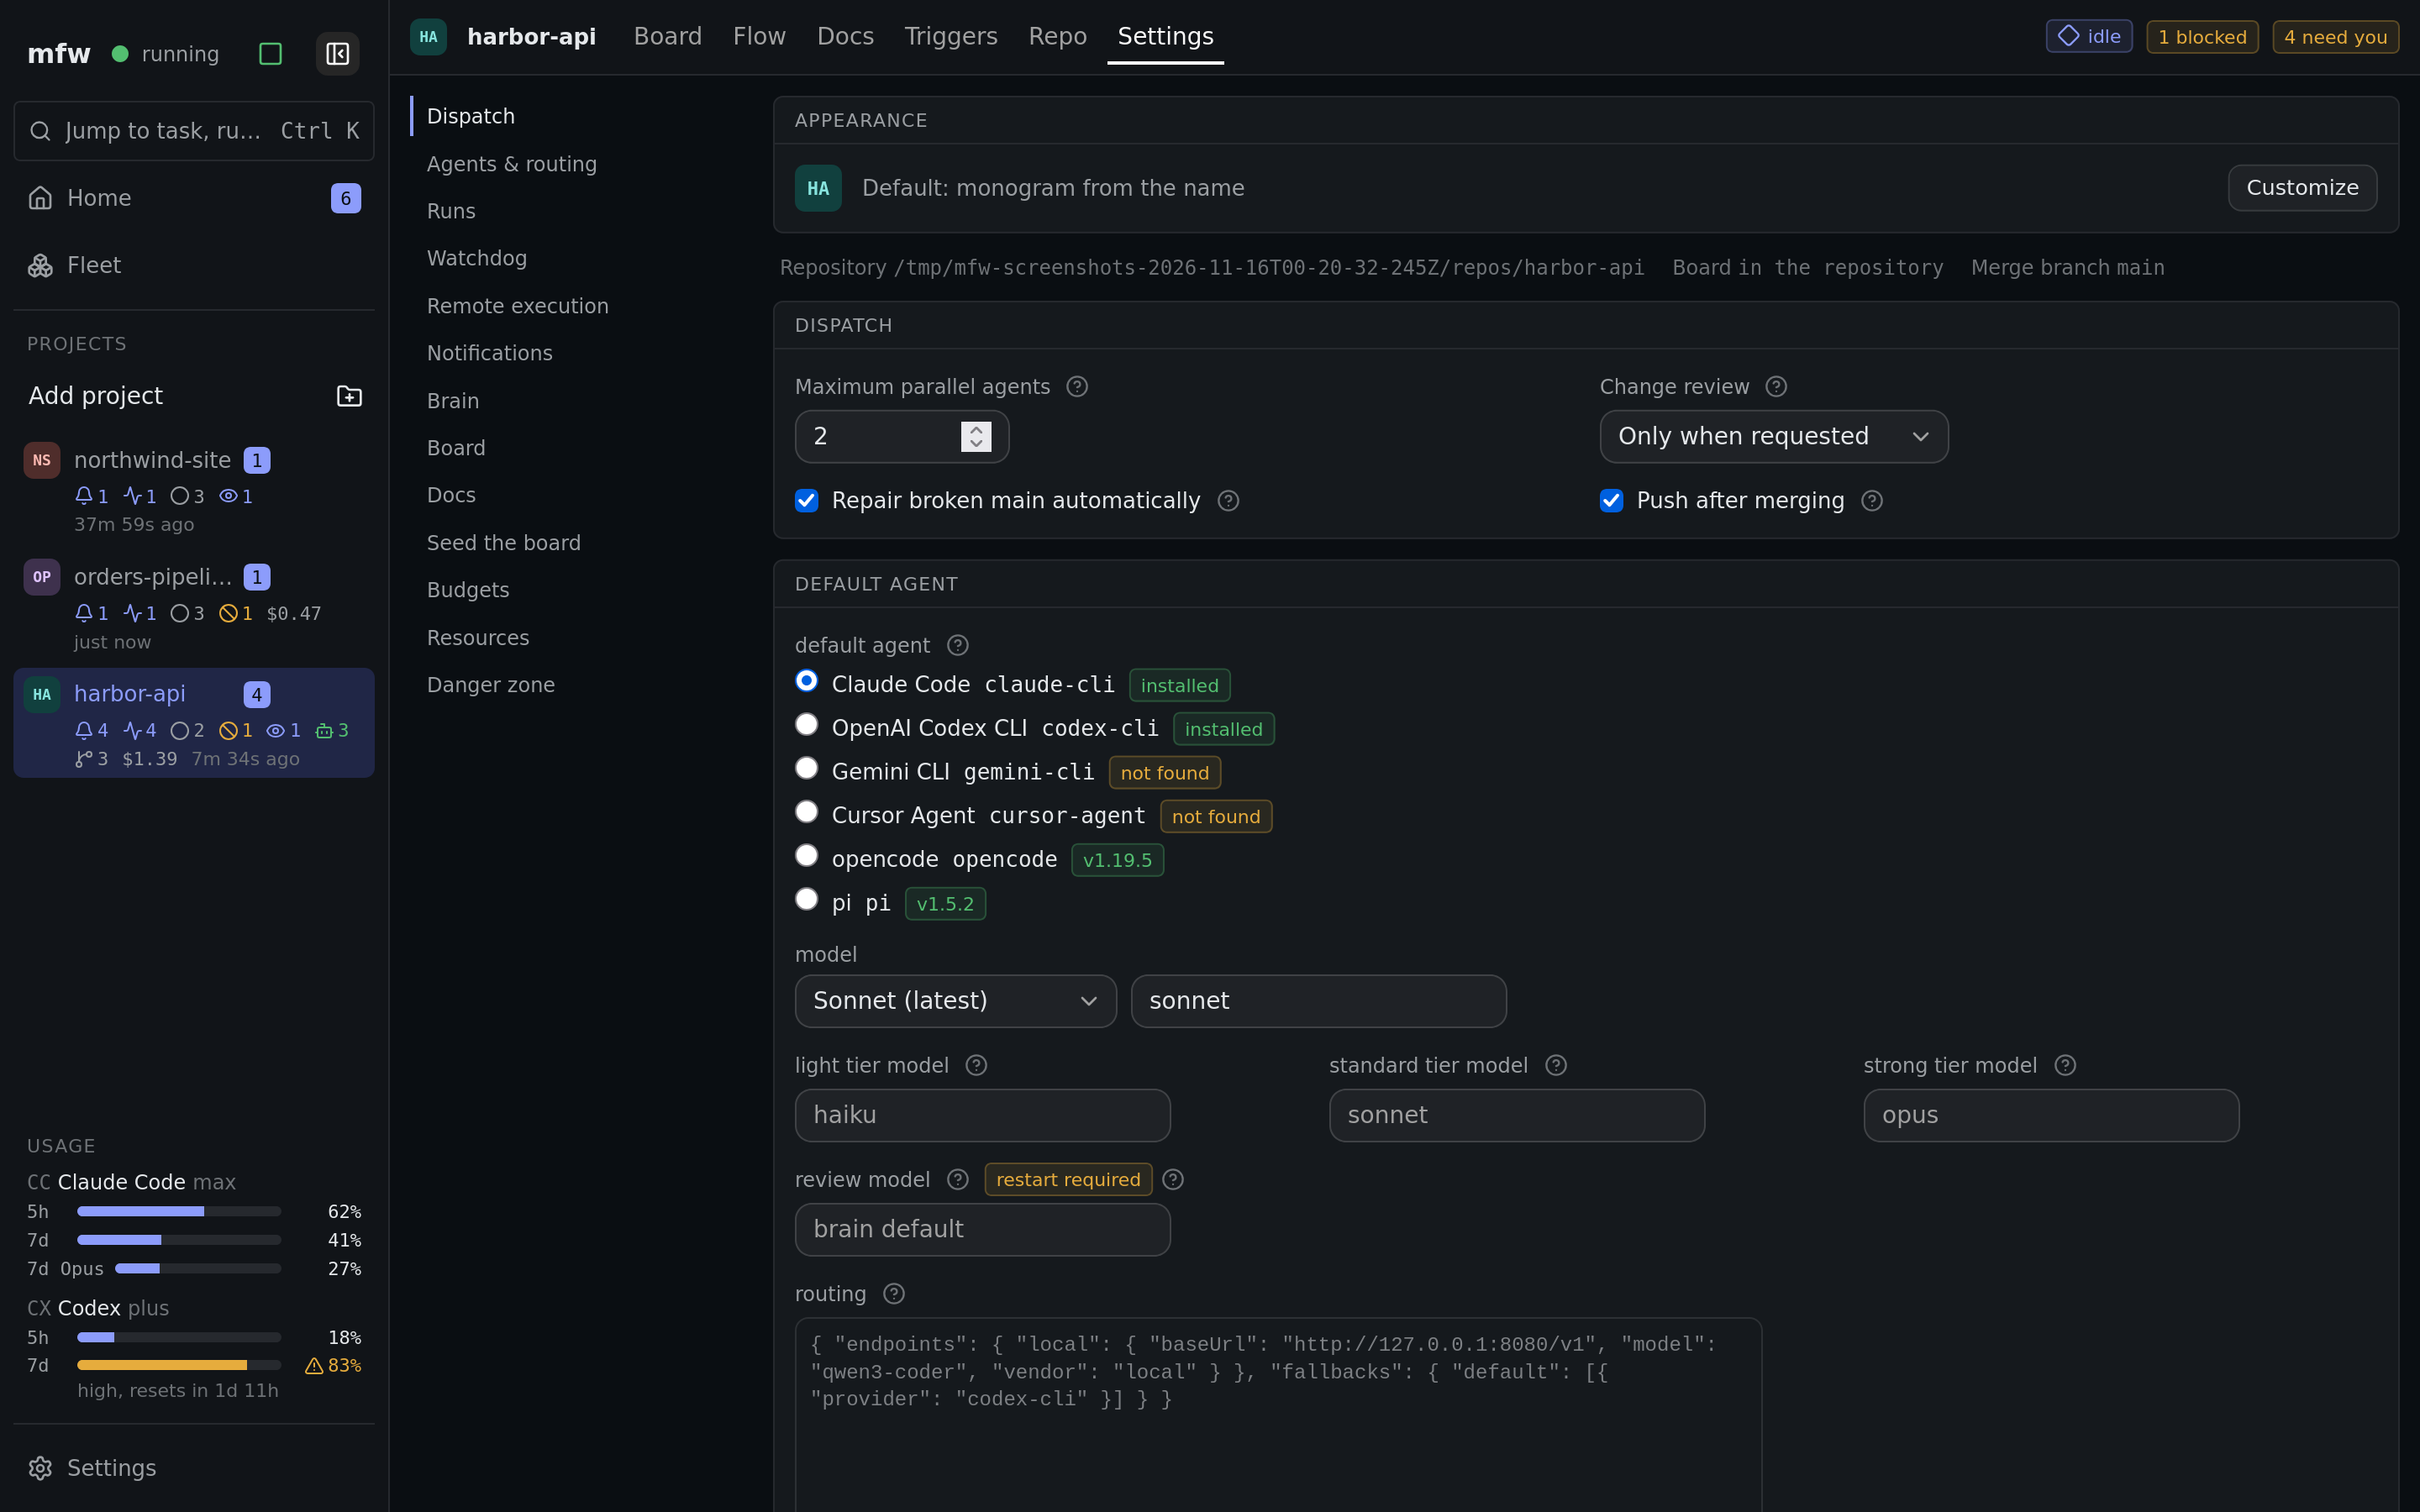 mfw running
Jump to task, ru... Ctrl K
Home 6
Fleet
PROJECTS
Add project
NS northwind-site 1
1 1 3 1
37m 59s ago
OP orders-pipeli... 1
1 1 3 1 $0.47
just now
HA harbor-api 4
4 4 2 1 1 3
3 $1.39 7m 34s ago
USAGE
CC Claude Code max
5h 62%
7d 41%
7d Opus 27%
CX Codex plus
5h 18%
7d 83%
high, resets in 1d 11h
Settings
HA harbor-api Board Flow Docs Triggers Repo Settings idle 1 blocked 4 need you
Dispatch
Agents & routing
Runs
Watchdog
Remote execution
Notifications
Brain
Board
Docs
Seed the board
Budgets
Resources
Danger zone
APPEARANCE
HA Default: monogram from the name Customize
Repository /tmp/mfw-screenshots-2026-11-16T00-20-32-245Z/repos/harbor-api Board in the repository Merge branch main
DISPATCH
Maximum parallel agents Change review
2 Only when requested
Repair broken main automatically Push after merging
DEFAULT AGENT
default agent
Claude Code claude-cli installed
OpenAI Codex CLI codex-cli installed
Gemini CLI gemini-cli not found
Cursor Agent cursor-agent not found
opencode opencode v1.19.5
pi pi v1.5.2
model
Sonnet (latest) sonnet
light tier model standard tier model strong tier model
haiku sonnet opus
review model restart required
brain default
routing
{ "endpoints": { "local": { "baseUrl": "http://127.0.0.1:8080/v1", "model":
"qwen3-coder", "vendor": "local" } }, "fallbacks": { "default": [{
"provider": "codex-cli" }] } }